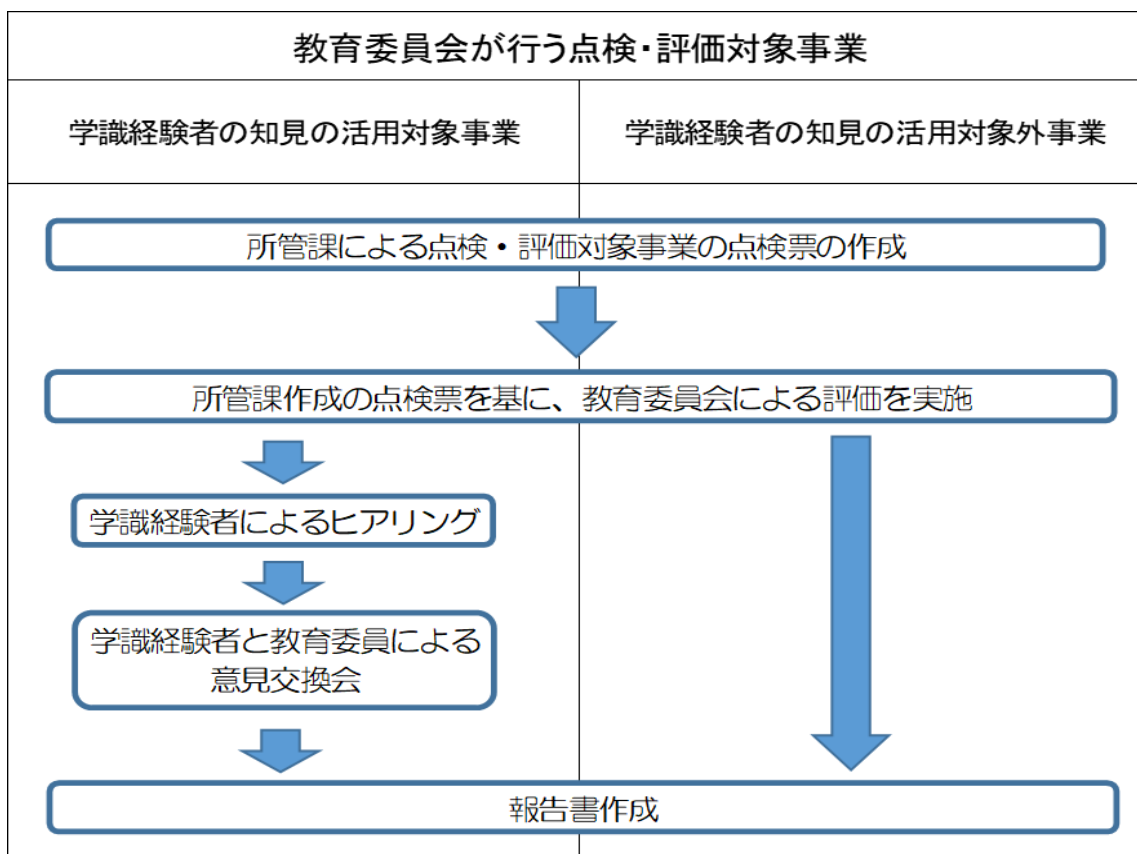 教育委員会が行う点検・評価対象事業
学識経験者の知見の活用対象事業
学識経験者の知見の活用対象外事業
所管課による点検・評価対象事業の点検票の作成
所管課作成の点検票を基に、教育委員会による評価を実施
学識経験者によるヒアリング
学識経験者と教育委員による
意見交換会
報告書作成